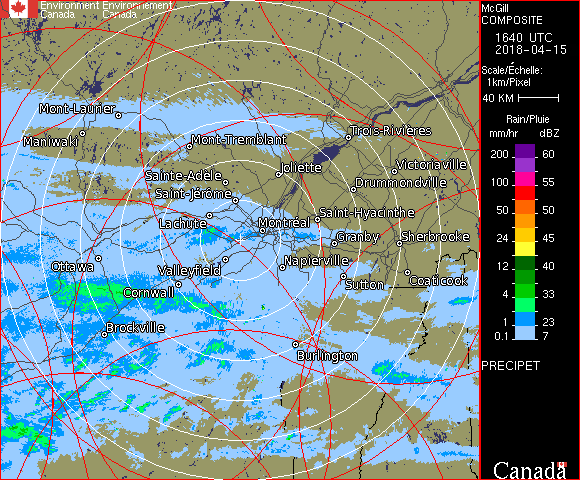 Environment Environnement
Canada Canada
McGill
COMPOSITE
1640 UTC
2018-04-15
Scale/Échelle:
1km/Pixel
40 KM
Rain/Pluie
mm/hr dBZ
200 60
100 55
50 50
24 45
12 40
4 33
1 23
0.1 7
PRECIPET
Mont-Laurier
Maniwaki
Mont-Tremblant
Trois-Rivières
Joliette
Victoriaville
Sainte-Adèle
Drummondville
Saint-Jérôme
Saint-Hyacinthe
Lachute
Montréal
Granby
Sherbrooke
Ottawa
Valleyfield
Napierville
Sutton
Coaticook
Cornwall
Brockville
Burlington
Canada